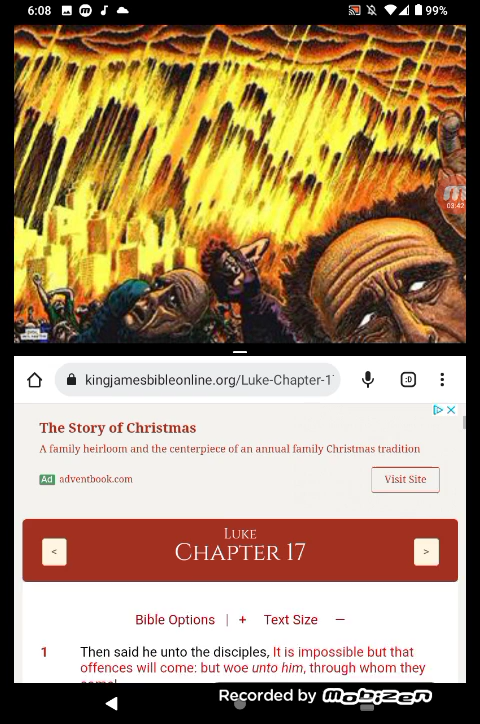 6:08
99%
03:42
kingjamesbibleonline.org/Luke-Chapter-1
:D
The Story of Christmas
A family heirloom and the centerpiece of an annual family Christmas tradition
Ad adventbook.com
Visit Site
Luke
Chapter 17
<
>
Bible Options | + Text Size —
1 Then said he unto the disciples, It is impossible but that
offences will come: but woe unto him, through whom they
Recorded by mobizen